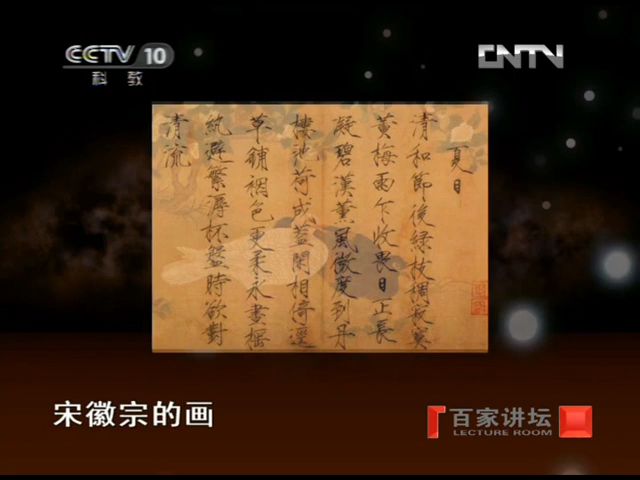 CCTV 10
科教
CNTV
夏日
清和節後綠枝稠寂寞
黃梅雨乍收畏日正長
凝碧漢薰風微度到丹
樓池荷成蓋閑相倚逕
草鋪裀色更柔永晝搖
紈避繁溽杯盤時欲對
清流
宋徽宗的画
百家讲坛
LECTURE ROOM